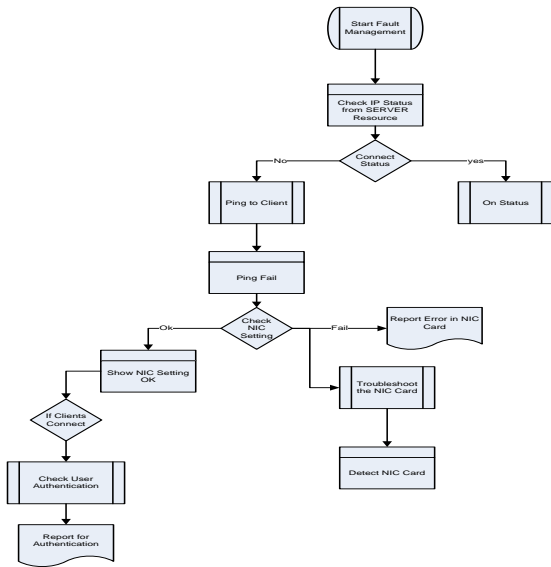 Start Fault
Management
Check IP Status
from SERVER
Resource
Connect
Status
No
yes
Ping to Client
On Status
Ping Fail
Check
NIC
Setting
Ok
Fail
Report Error in NIC
Card
Show NIC Setting
OK
Troubleshoot
the NIC Card
If Clients
Connect
Detect NIC Card
Check User
Authentication
Report for
Authentication